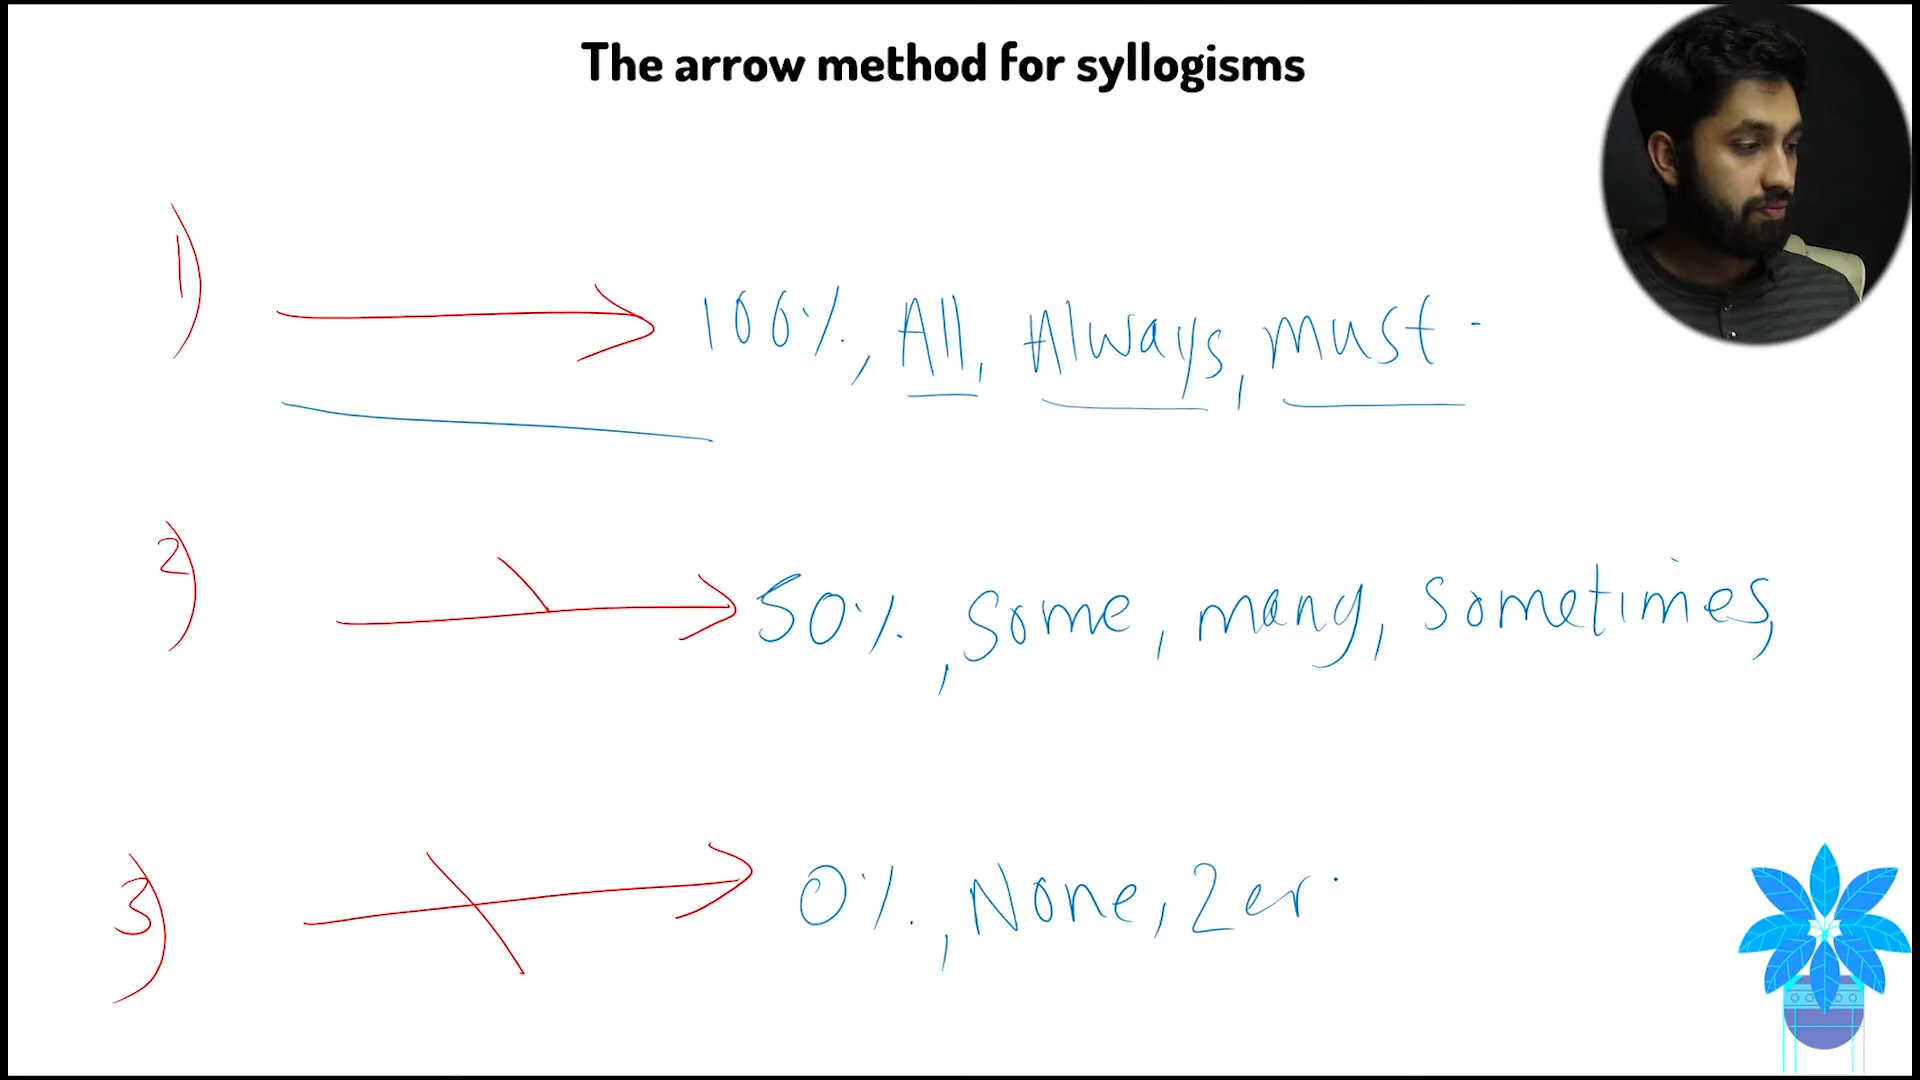 The arrow method for syllogisms
1) 100%, All, Always, must
2) 50%, some, many, sometimes,
3) 0%, None, Zer